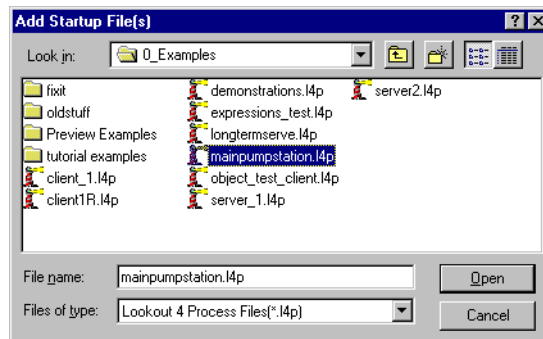 Add Startup File(s)
Look in: 0_Examples
fixit
oldstuff
Preview Examples
tutorial examples
client_1.l4p
client1R.l4p
demonstrations.l4p
expressions_test.l4p
longtermserve.l4p
mainpumpstation.l4p
object_test_client.l4p
server_1.l4p
server2.l4p
File name: mainpumpstation.l4p
Open
Files of type: Lookout 4 Process Files(*.l4p)
Cancel